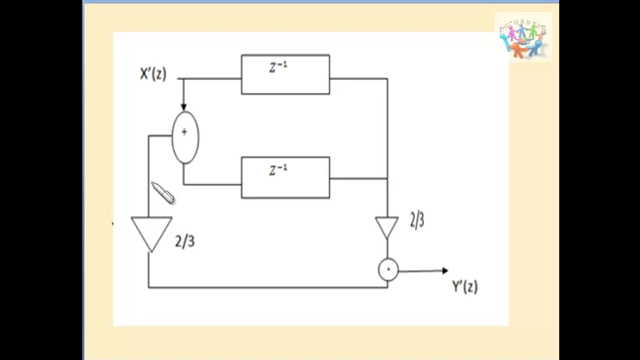 X'(z)
z⁻¹
+
z⁻¹
2/3
2/3
Y'(z)